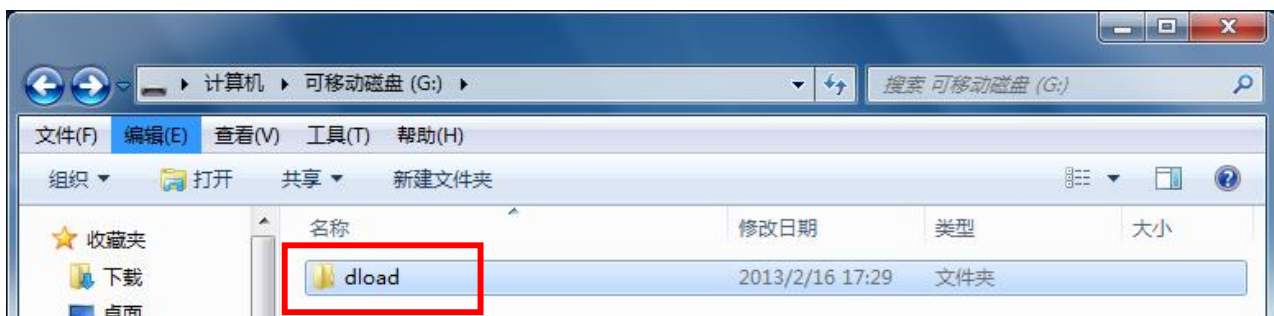 计算机 可移动磁盘 (G:) 搜索 可移动磁盘 (G:)
文件(F) 编辑(E) 查看(V) 工具(T) 帮助(H)
组织 打开 共享 新建文件夹
收藏夹 名称 修改日期 类型 大小
下载 dload 2013/2/16 17:29 文件夹
桌面